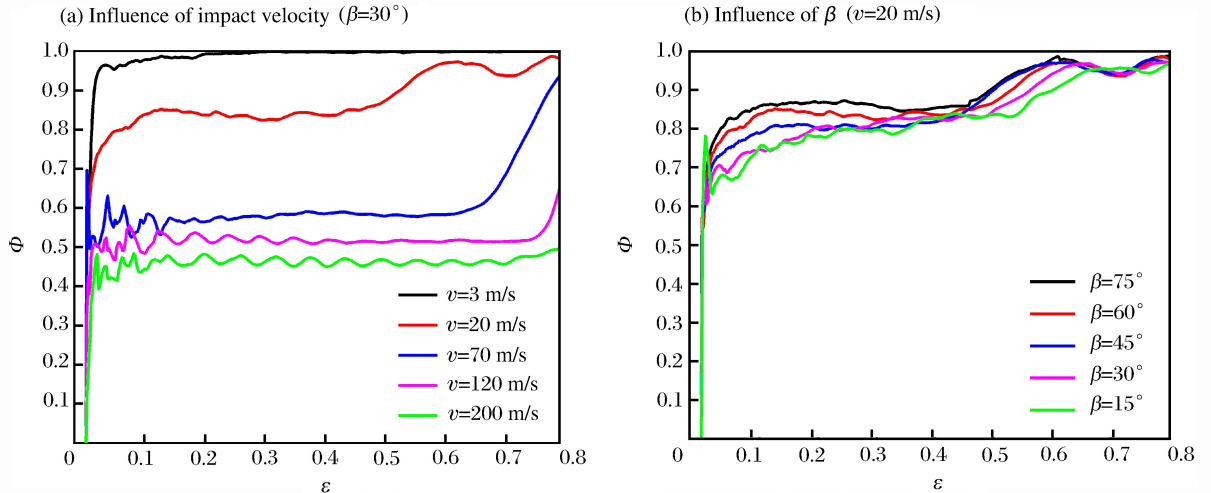 (a) Influence of impact velocity (β=30°)
1.0
0.9
0.8
0.7
0.6
0.5
0.4
0.3
0.2
0.1
0
0.1
0.2
0.3
0.4
0.5
0.6
0.7
0.8
Φ
ε
v=3 m/s
v=20 m/s
v=70 m/s
v=120 m/s
v=200 m/s
(b) Influence of β (v=20 m/s)
1.0
0.9
0.8
0.7
0.6
0.5
0.4
0.3
0.2
0.1
0
0.1
0.2
0.3
0.4
0.5
0.6
0.7
0.8
Φ
ε
β=75°
β=60°
β=45°
β=30°
β=15°